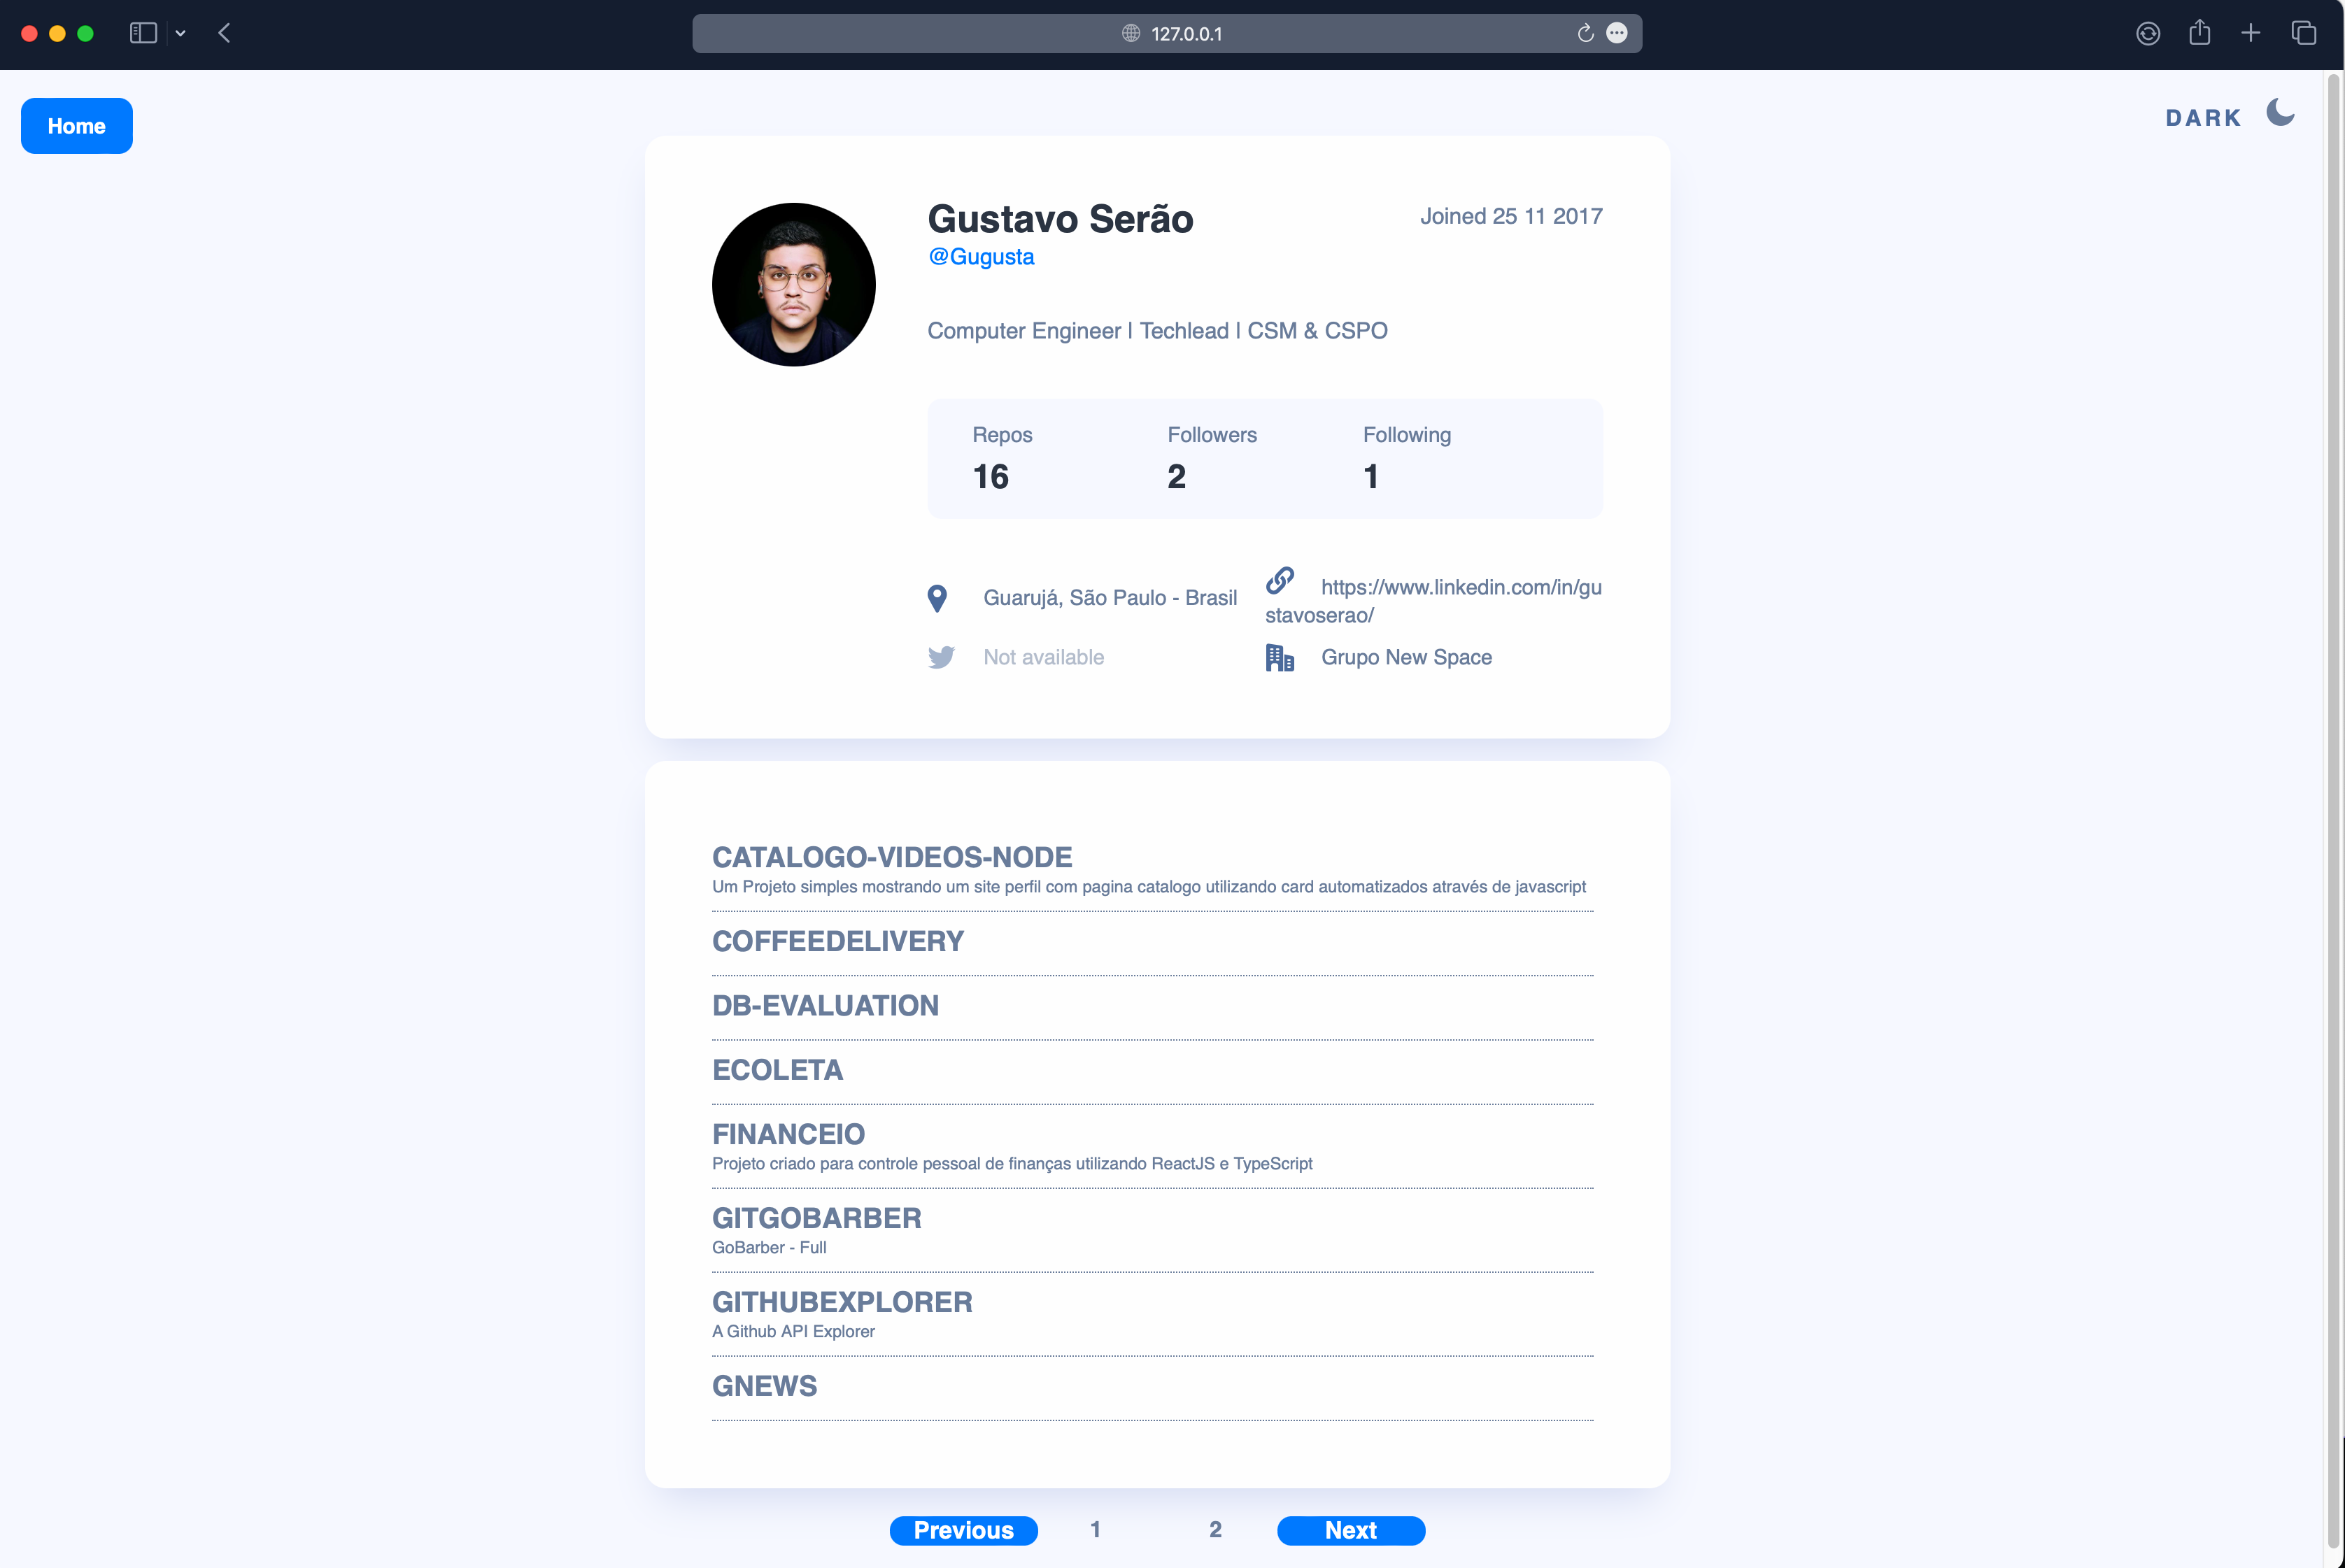 127.0.0.1
Home
DARK
Gustavo Serão
Joined 25 11 2017
@Gugusta
Computer Engineer | Techlead | CSM & CSPO
Repos
Followers
Following
16
2
1
Guarujá, São Paulo - Brasil
https://www.linkedin.com/in/gu
stavoserao/
Not available
Grupo New Space
CATALOGO-VIDEOS-NODE
Um Projeto simples mostrando um site perfil com pagina catalogo utilizando card automatizados através de javascript
COFFEEDELIVERY
DB-EVALUATION
ECOLETA
FINANCEIO
Projeto criado para controle pessoal de finanças utilizando ReactJS e TypeScript
GITGOBARBER
GoBarber - Full
GITHUBEXPLORER
A Github API Explorer
GNEWS
Previous
1
2
Next